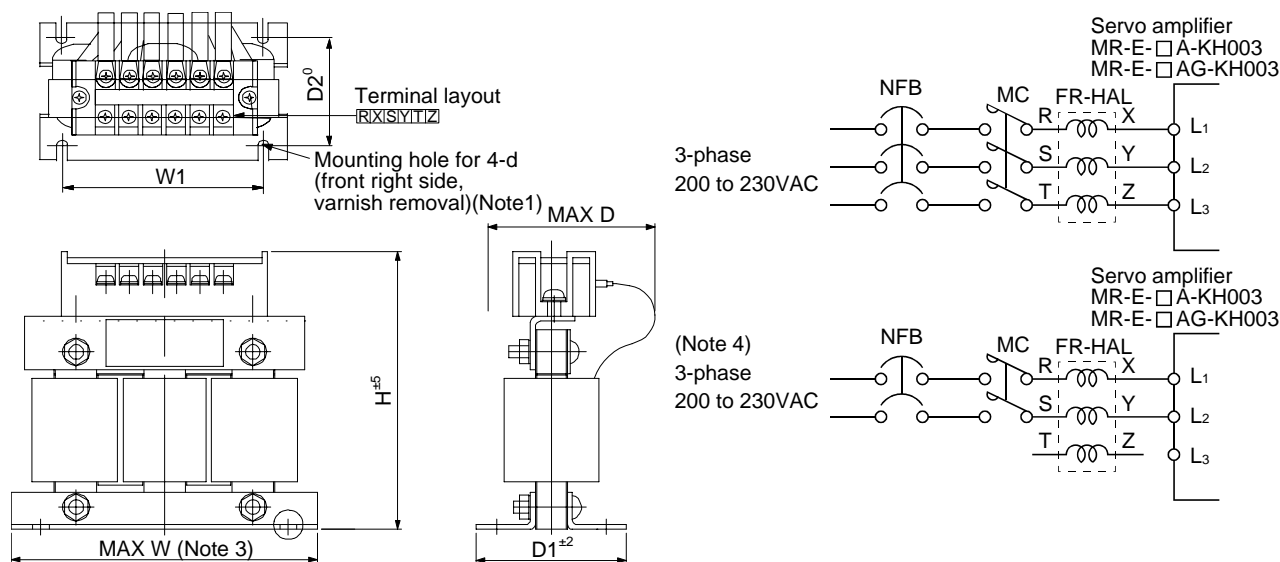 D2⁰
Terminal layout
R X S Y T Z
Mounting hole for 4-d
(front right side,
varnish removal)(Note1)
W1
MAX D
H±5
MAX W (Note 3)
D1±2
Servo amplifier
MR-E-□A-KH003
MR-E-□AG-KH003
NFB
MC
FR-HAL
3-phase
200 to 230VAC
R X L1
S Y L2
T Z L3
Servo amplifier
MR-E-□A-KH003
MR-E-□AG-KH003
(Note 4)
3-phase
200 to 230VAC
NFB
MC
FR-HAL
R X L1
S Y L2
T Z L3